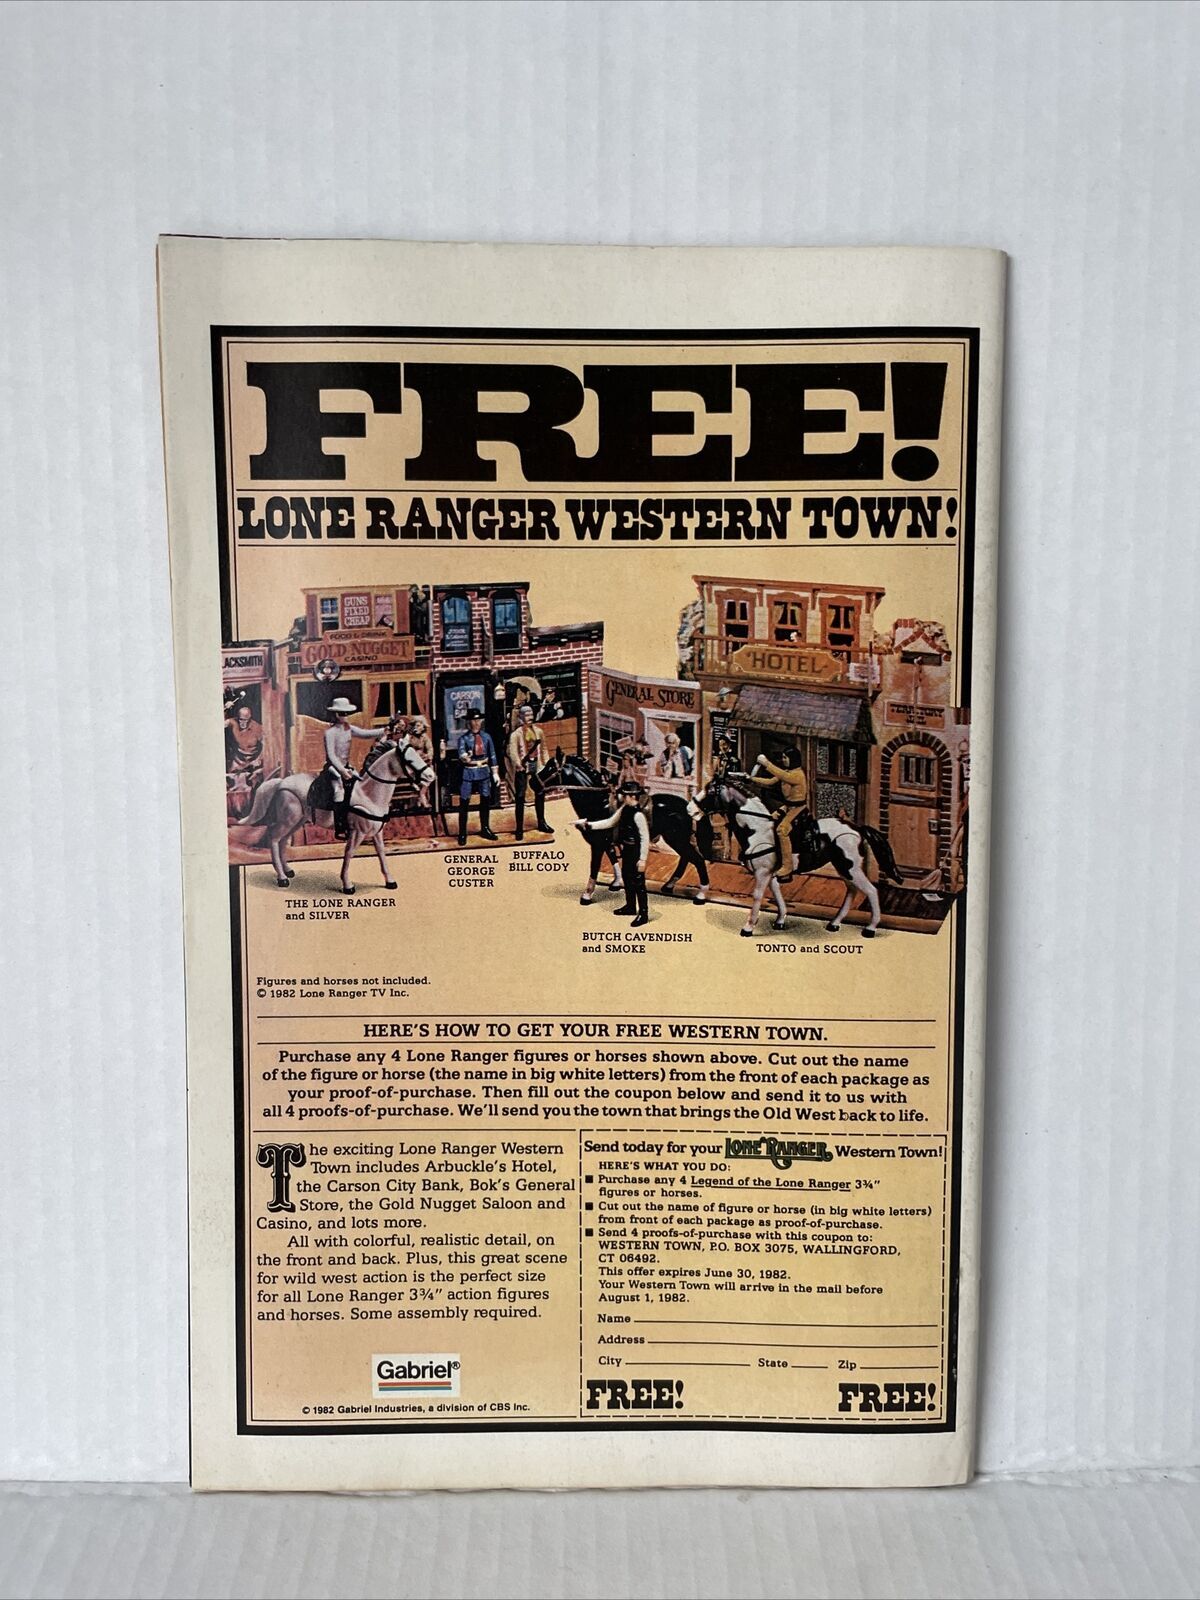 FREE!
LONE RANGER WESTERN TOWN!
GUNS
FIXED
CHEAP
FOOD & DRINK
GOLD NUGGET
CASINO
ACKSMITH
CARSON
CITY
GENERAL STORE
HOTEL
TERRITORY
JAIL
GENERAL
GEORGE
CUSTER
BUFFALO
BILL CODY
THE LONE RANGER
and SILVER
BUTCH CAVENDISH
and SMOKE
TONTO and SCOUT
Figures and horses not included.
© 1982 Lone Ranger TV Inc.
HERE'S HOW TO GET YOUR FREE WESTERN TOWN.
Purchase any 4 Lone Ranger figures or horses shown above. Cut out the name
of the figure or horse (the name in big white letters) from the front of each package as
your proof-of-purchase. Then fill out the coupon below and send it to us with
all 4 proofs-of-purchase. We'll send you the town that brings the Old West back to life.
The exciting Lone Ranger Western
Town includes Arbuckle's Hotel,
the Carson City Bank, Bok's General
Store, the Gold Nugget Saloon and
Casino, and lots more.
All with colorful, realistic detail, on
the front and back. Plus, this great scene
for wild west action is the perfect size
for all Lone Ranger 3¾" action figures
and horses. Some assembly required.
Gabriel®
© 1982 Gabriel Industries, a division of CBS Inc.
Send today for your LONE RANGER Western Town!
HERE'S WHAT YOU DO:
■ Purchase any 4 Legend of the Lone Ranger 3¾"
figures or horses.
■ Cut out the name of figure or horse (in big white letters)
from front of each package as proof-of-purchase.
■ Send 4 proofs-of-purchase with this coupon to:
WESTERN TOWN, P.O. BOX 3075, WALLINGFORD,
CT 06492.
This offer expires June 30, 1982.
Your Western Town will arrive in the mail before
August 1, 1982.
Name
Address
City State Zip
FREE! FREE!